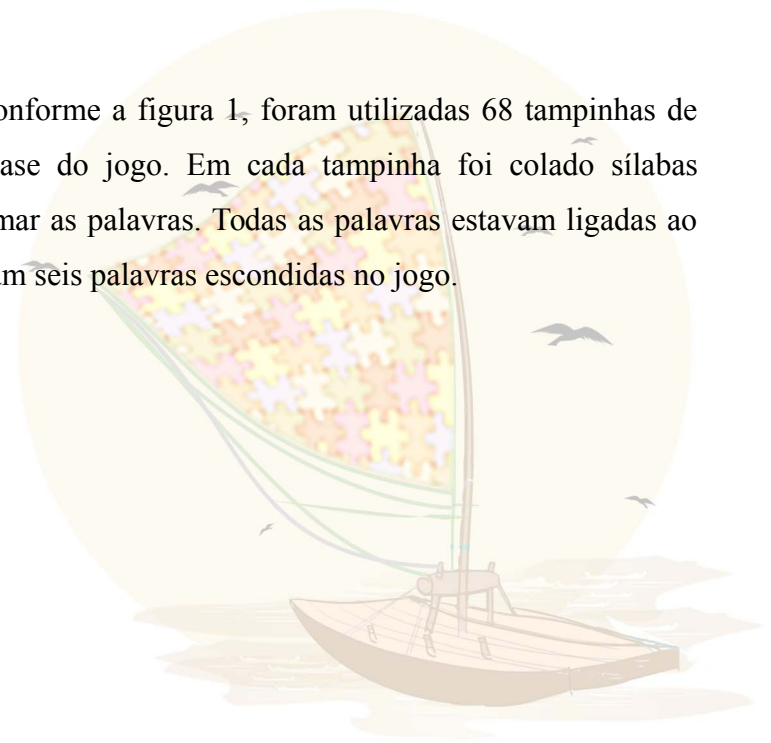 onforme a figura 1, foram utilizadas 68 tampinhas de
ase do jogo. Em cada tampinha foi colado sílabas
mar as palavras. Todas as palavras estavam ligadas ao
m seis palavras escondidas no jogo.